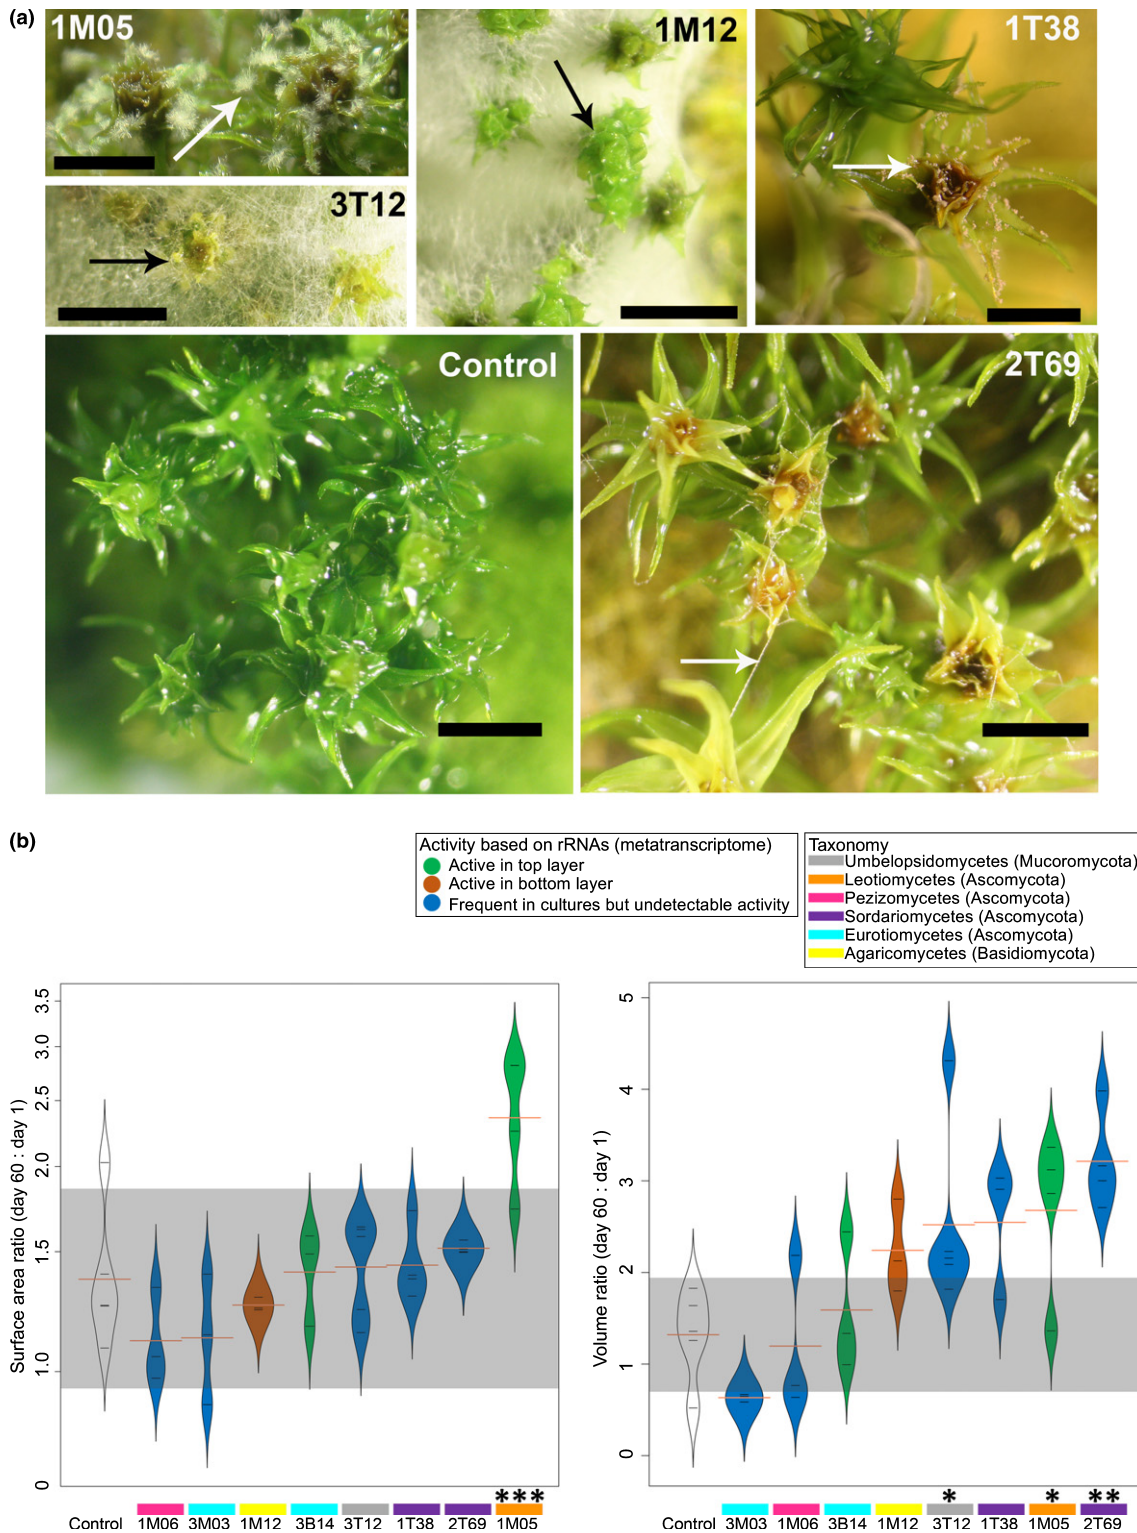 (a)
1M05
1M12
1T38
3T12
Control
2T69
(b)
Activity based on rRNAs (metatranscriptome)
Active in top layer
Active in bottom layer
Frequent in cultures but undetectable activity
Taxonomy
Umbelopsidomycetes (Mucoromycota)
Leotiomycetes (Ascomycota)
Pezizomycetes (Ascomycota)
Sordariomycetes (Ascomycota)
Eurotiomycetes (Ascomycota)
Agaricomycetes (Basidiomycota)
Surface area ratio (day 60 : day 1)
3.5
3.0
2.5
2.0
1.5
1.0
0
***
Control 1M06 3M03 1M12 3B14 3T12 1T38 2T69 1M05
Volume ratio (day 60 : day 1)
5
4
3
2
1
0
* * **
Control 3M03 1M06 3B14 1M12 3T12 1T38 1M05 2T69